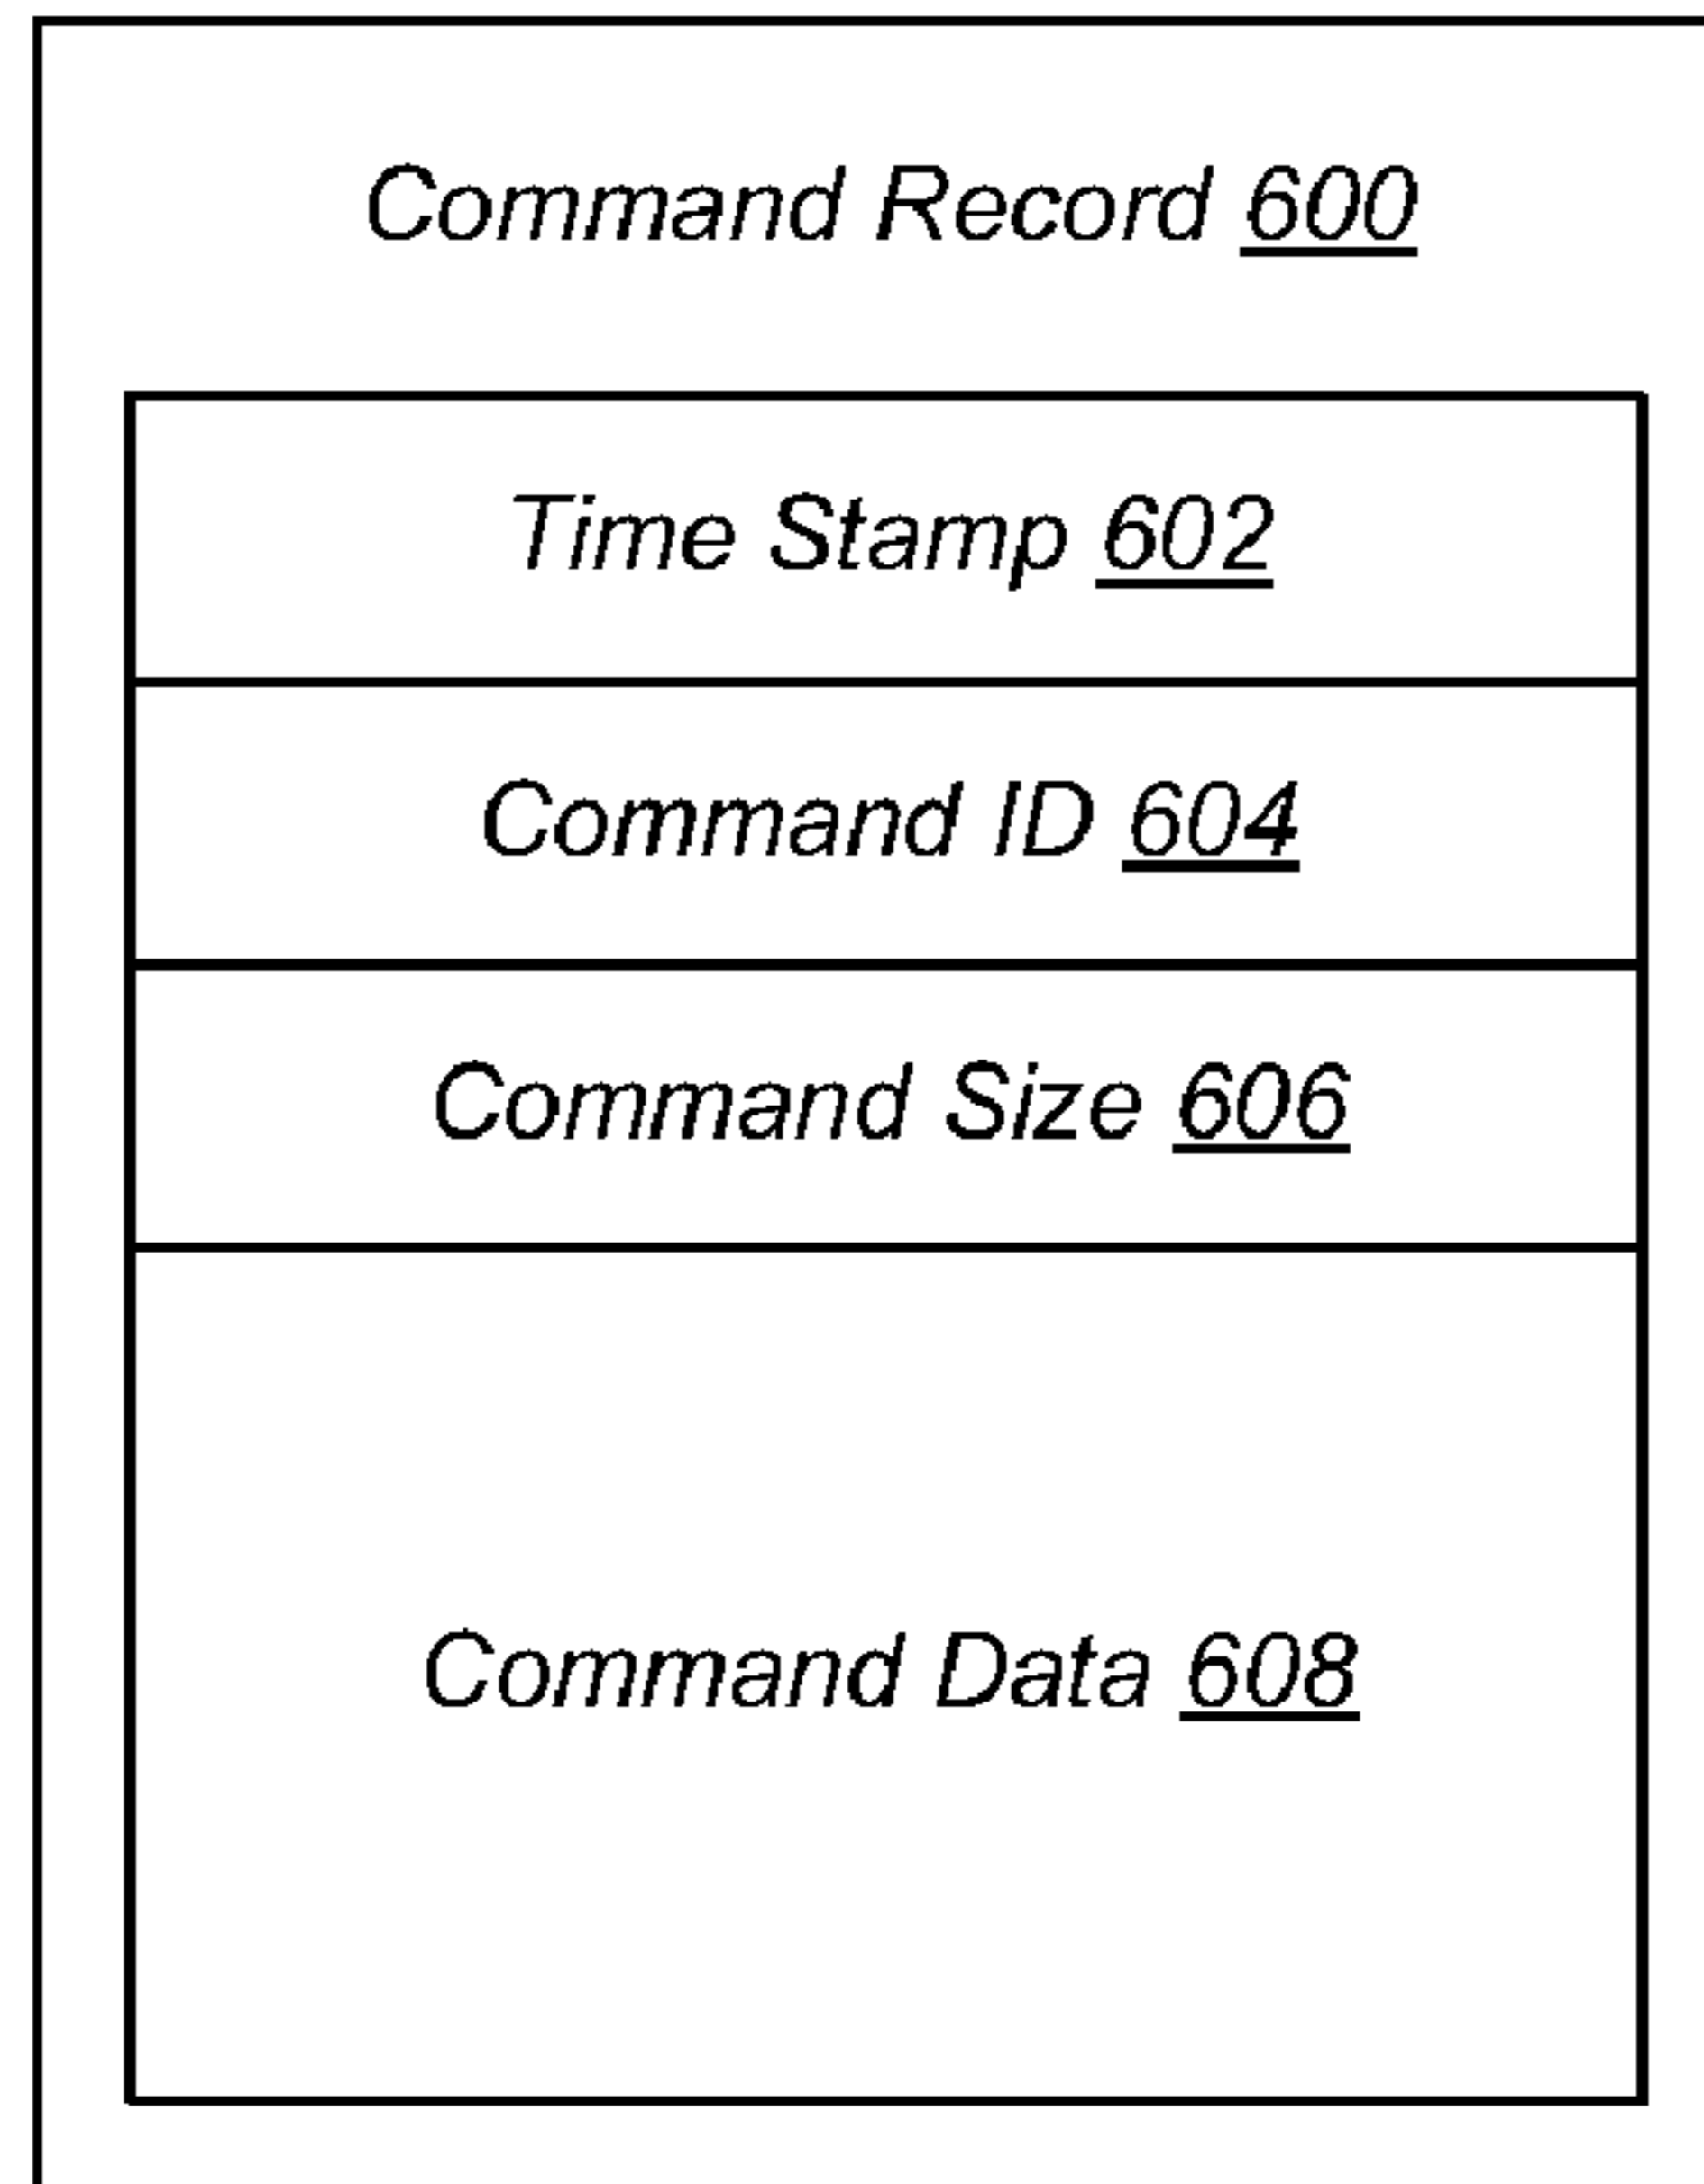 Command Record 600
Time Stamp 602
Command ID 604
Command Size 606
Command Data 608